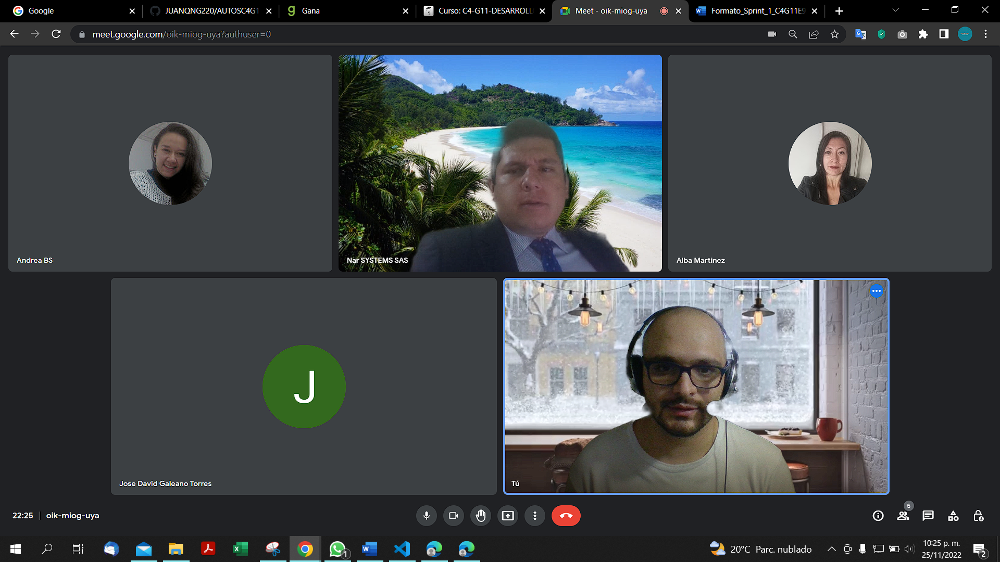 Google
JUANQNG220/AUTOSC4G1
Gana
Curso: C4-G11-DESARROLL
Meet - oik-miog-uya
Formato_Sprint_1_C4G11E9
meet.google.com/oik-miog-uya?authuser=0
Andrea BS
Nar SYSTEMS SAS
Alba Martinez
J
Jose David Galeano Torres
Tú
22:25 | oik-miog-uya
5
1
20°C Parc. nublado
10:25 p. m.
25/11/2022
2